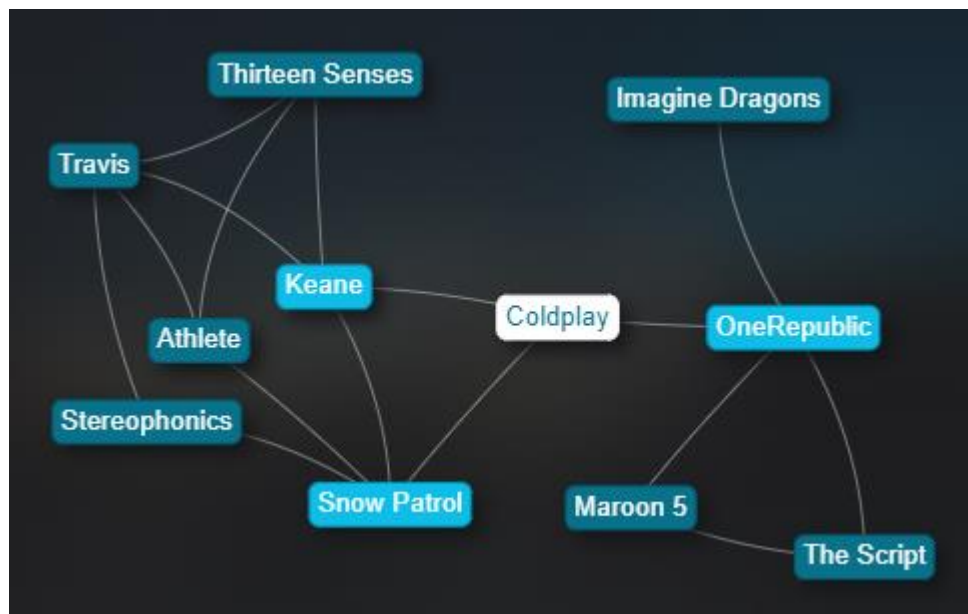 Thirteen Senses
Imagine Dragons
Travis
Keane
Coldplay
OneRepublic
Athlete
Stereophonics
Snow Patrol
Maroon 5
The Script